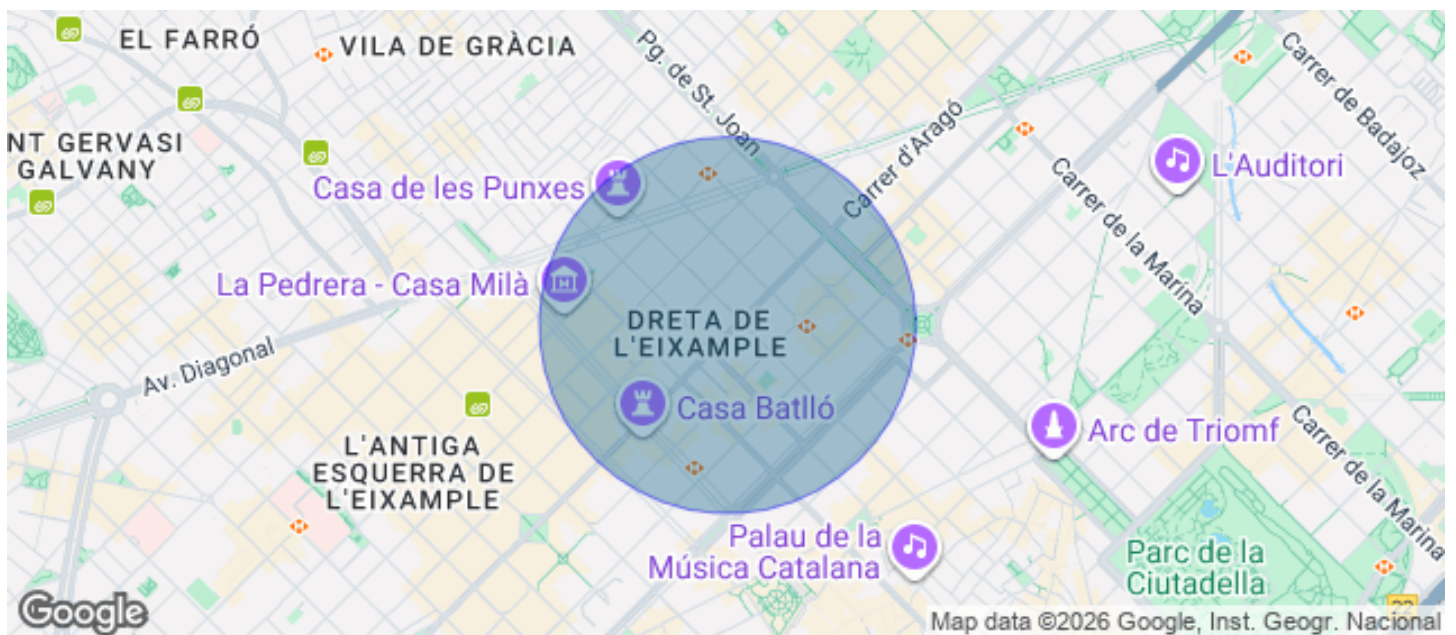 EL FARRÓ
VILA DE GRÀCIA
Pg. de St. Joan
Carrer de Badajoz
NT GERVASI
GALVANY
Casa de les Punxes
Carrer d'Aragó
L'Auditori
Carrer de la Marina
La Pedrera - Casa Milà
DRETA DE
L'EIXAMPLE
Av. Diagonal
Casa Batlló
Arc de Triomf
L'ANTIGA
ESQUERRA DE
L'EIXAMPLE
Carrer de la Marina
Palau de la
Música Catalana
Parc de la
Ciutadella
Google
Map data ©2026 Google, Inst. Geogr. Nacional